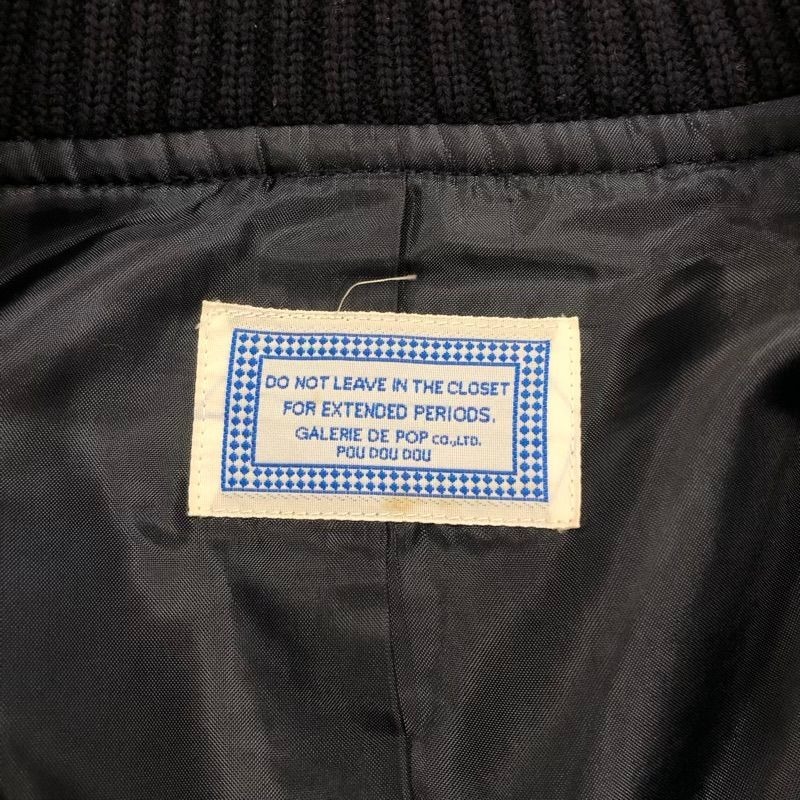 DO NOT LEAVE IN THE CLOSET
FOR EXTENDED PERIODS.
GALERIE DE POP CO.,LTD.
POU DOU DOU